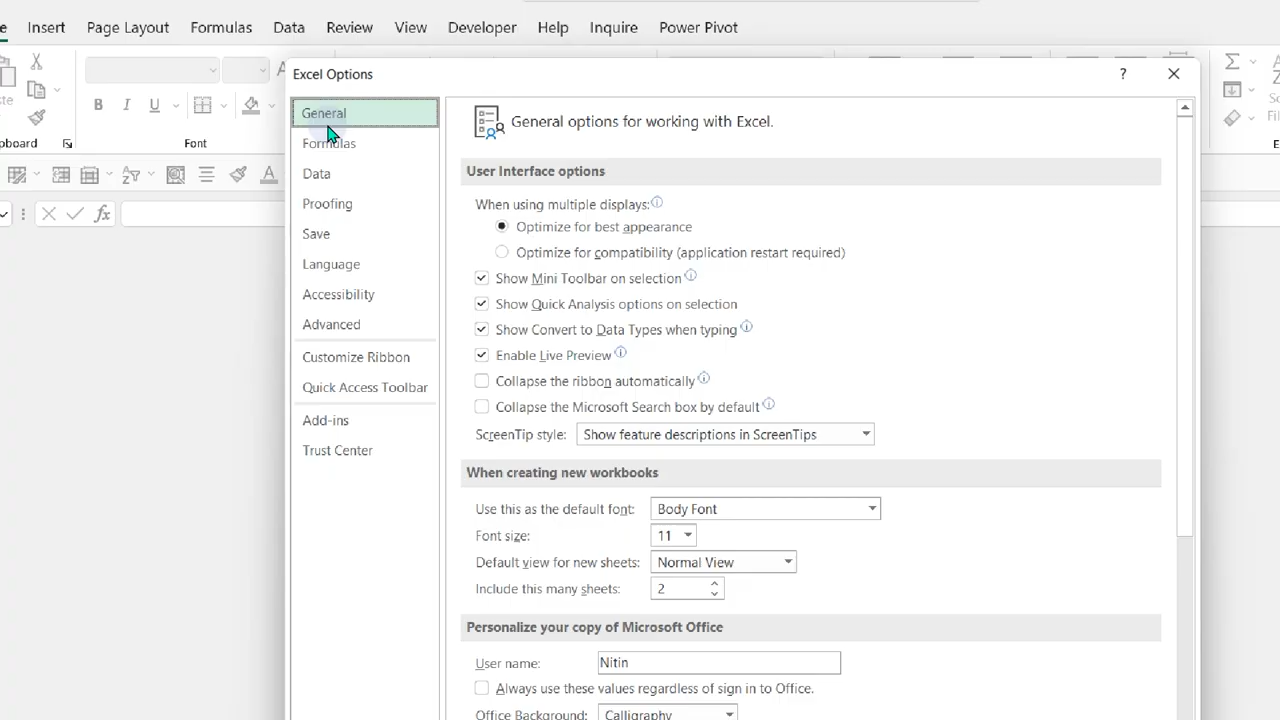 Insert Page Layout Formulas Data Review View Developer Help Inquire Power Pivot
Excel Options ?
B I U
Font
fx
General
Formulas
Data
Proofing
Save
Language
Accessibility
Advanced
Customize Ribbon
Quick Access Toolbar
Add-ins
Trust Center
General options for working with Excel.
User Interface options
When using multiple displays:
Optimize for best appearance
Optimize for compatibility (application restart required)
Show Mini Toolbar on selection
Show Quick Analysis options on selection
Show Convert to Data Types when typing
Enable Live Preview
Collapse the ribbon automatically
Collapse the Microsoft Search box by default
ScreenTip style: Show feature descriptions in ScreenTips
When creating new workbooks
Use this as the default font: Body Font
Font size: 11
Default view for new sheets: Normal View
Include this many sheets: 2
Personalize your copy of Microsoft Office
User name: Nitin
Always use these values regardless of sign in to Office.
Office Background: Calligraphy